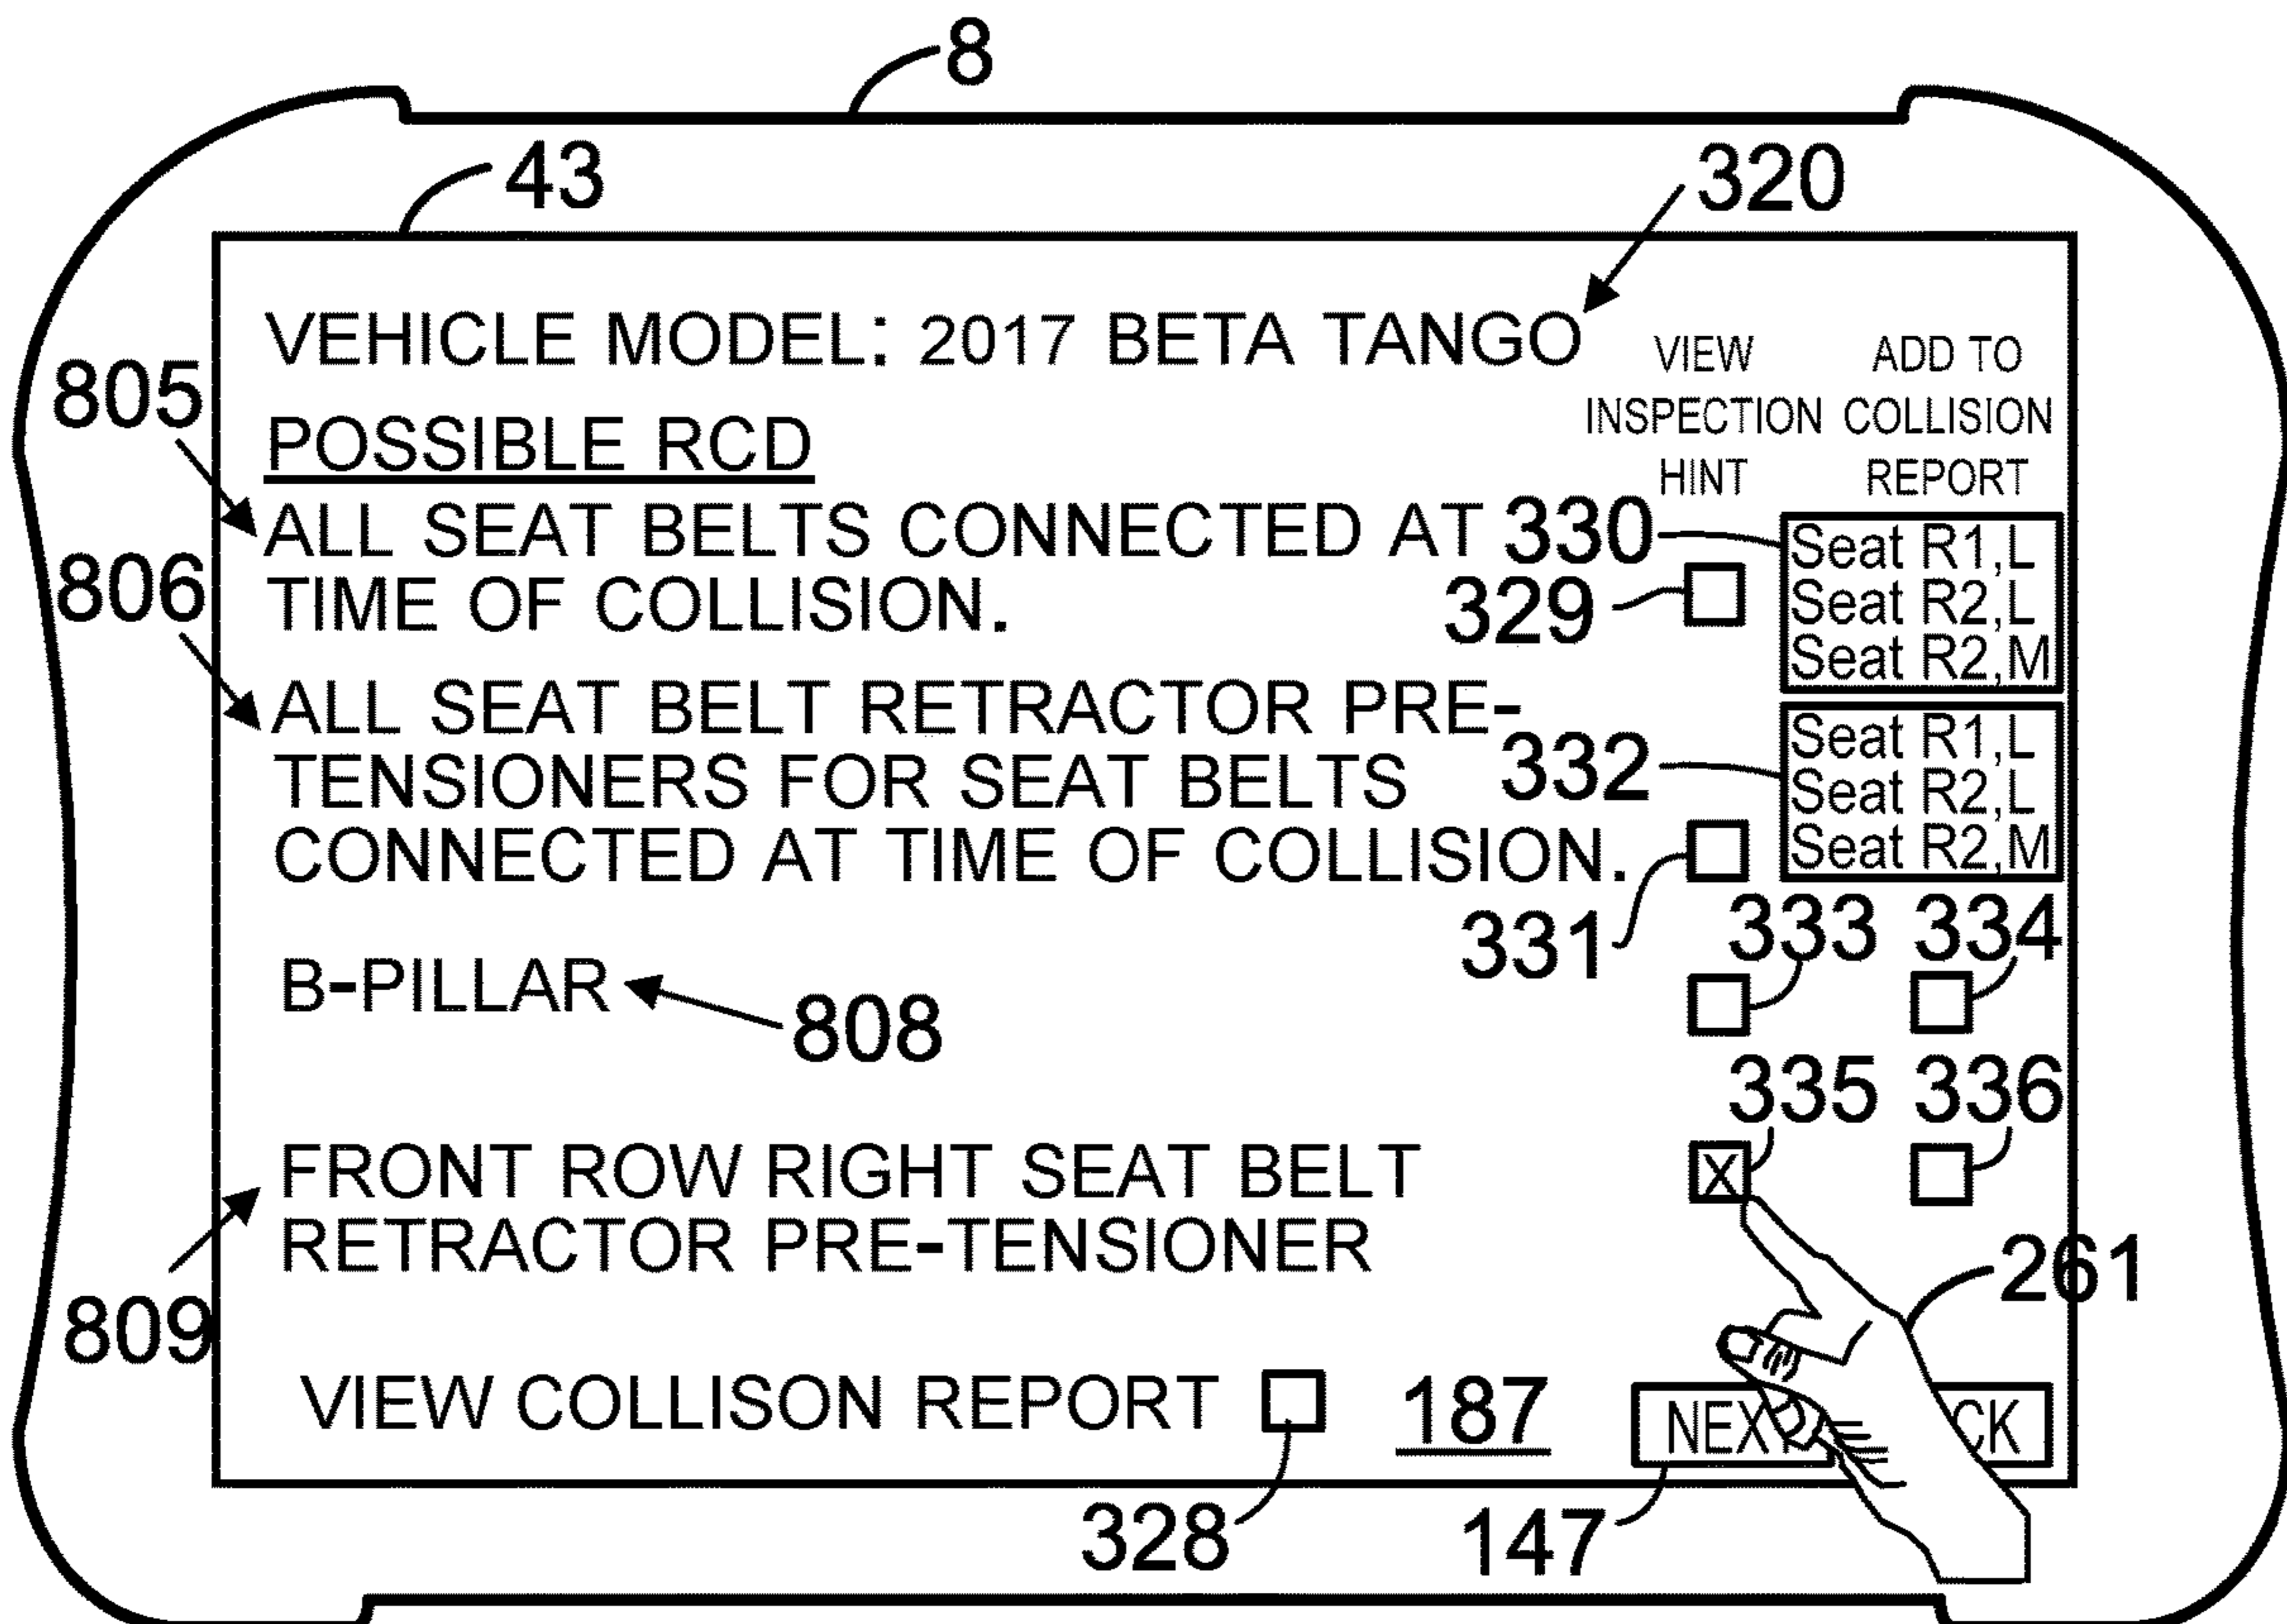 8
43
320
VEHICLE MODEL: 2017 BETA TANGO
VIEW INSPECTION HINT
ADD TO COLLISION REPORT
805
POSSIBLE RCD
ALL SEAT BELTS CONNECTED AT
TIME OF COLLISION.
330
329
Seat R1,L
Seat R2,L
Seat R2,M
806
ALL SEAT BELT RETRACTOR PRE-
TENSIONERS FOR SEAT BELTS
CONNECTED AT TIME OF COLLISION.
332
331
Seat R1,L
Seat R2,L
Seat R2,M
333
334
B-PILLAR
808
335
336
X
FRONT ROW RIGHT SEAT BELT
RETRACTOR PRE-TENSIONER
809
261
VIEW COLLISON REPORT
187
NEXT
CK
328
147